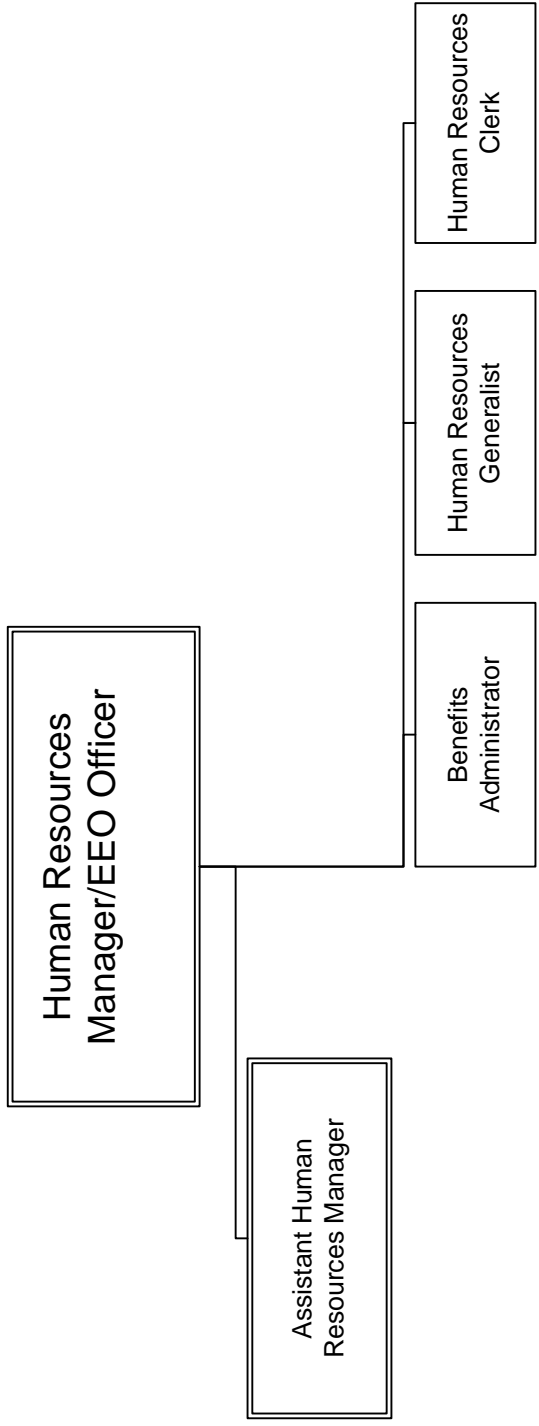 Human Resources
Manager/EEO Officer
Assistant Human
Resources Manager
Benefits
Administrator
Human Resources
Generalist
Human Resources
Clerk